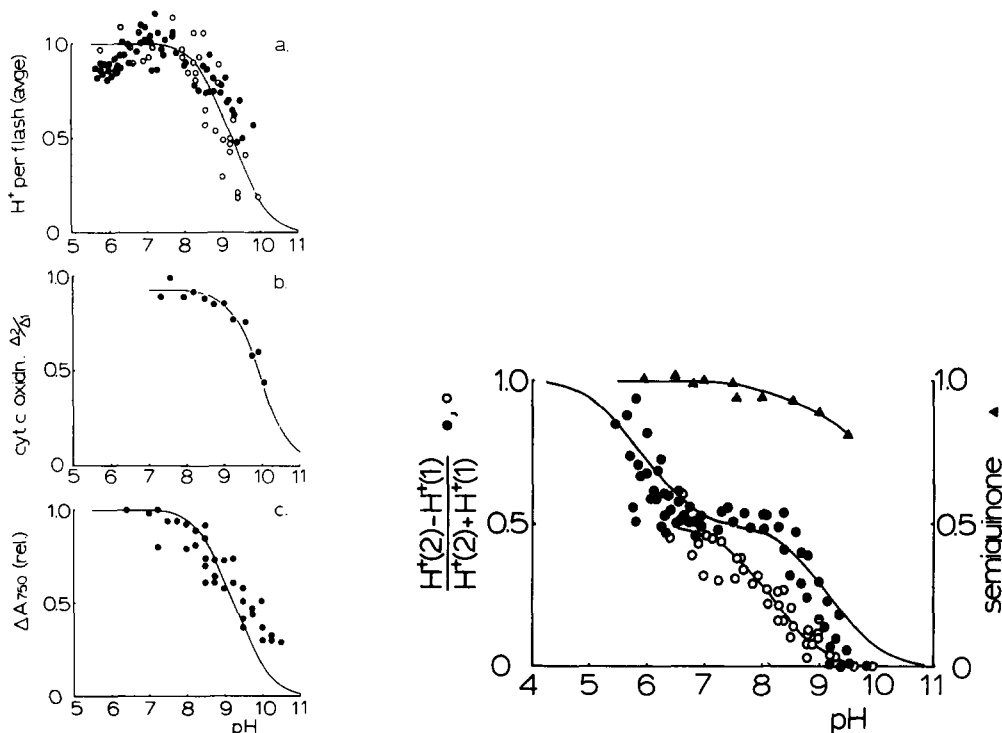 a.
H⁺ per flash (avge)
1.0
0.5
0
5 6 7 8 9 10 11
b.
cyt c oxidn. Δ2/Δ1
1.0
0.5
0
5 6 7 8 9 10 11
c.
ΔA750 (rel)
1.0
0.5
0
5 6 7 8 9 10 11
pH
●, ○
H⁺(2)-H⁺(1)
H⁺(2)+H⁺(1)
1.0
0.5
0
4 5 6 7 8 9 10 11
pH
1.0
0.5
0
semiquinone ▲